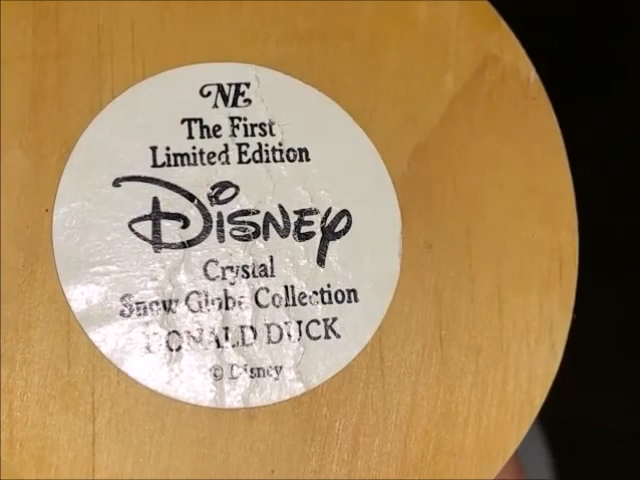 NE
The First
Limited Edition
Disney
Crystal
Snow Globe Collection
DONALD DUCK
© Disney